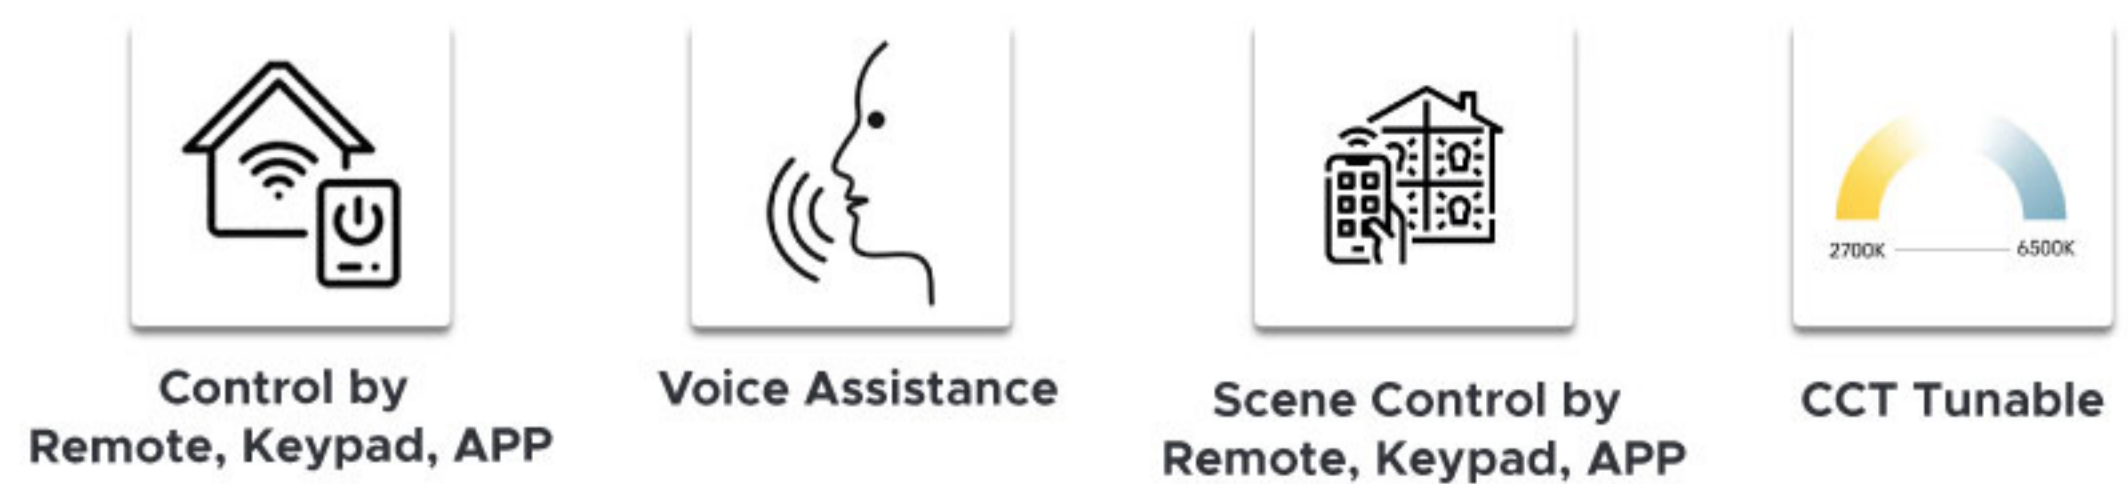 Control by
Remote, Keypad, APP
Voice Assistance
Scene Control by
Remote, Keypad, APP
2700K
6500K
CCT Tunable